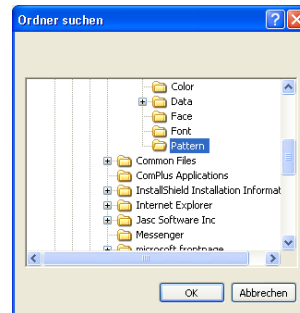 Ordner suchen
Color
Data
Face
Font
Pattern
Common Files
ComPlus Applications
InstallShield Installation Informat
Internet Explorer
Jasc Software Inc
Messenger
microsoft frontpage
OK
Abbrechen